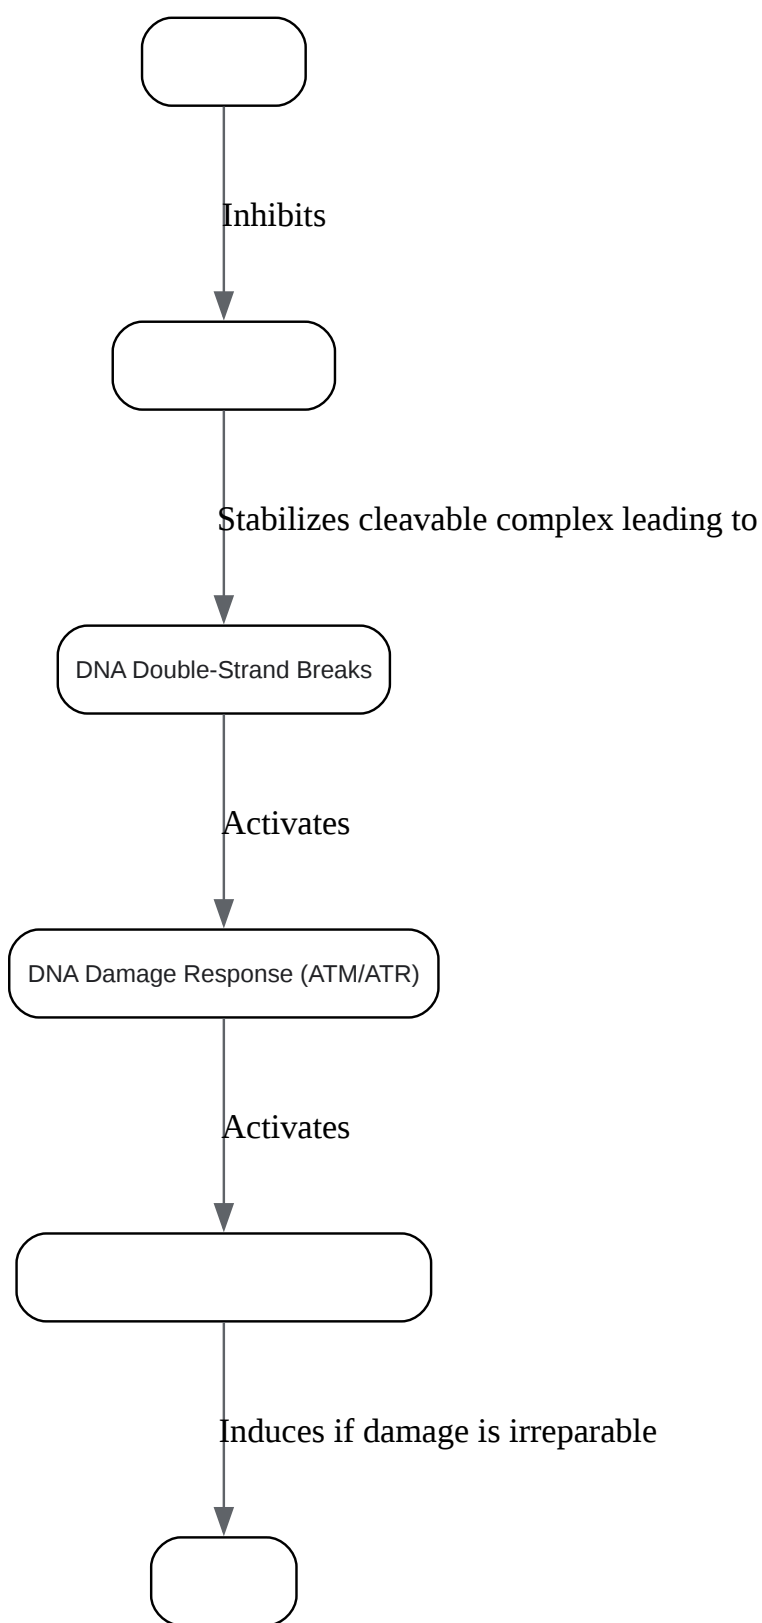 Inhibits
Stabilizes cleavable complex leading to
DNA Double-Strand Breaks
Activates
DNA Damage Response (ATM/ATR)
Activates
Induces if damage is irreparable